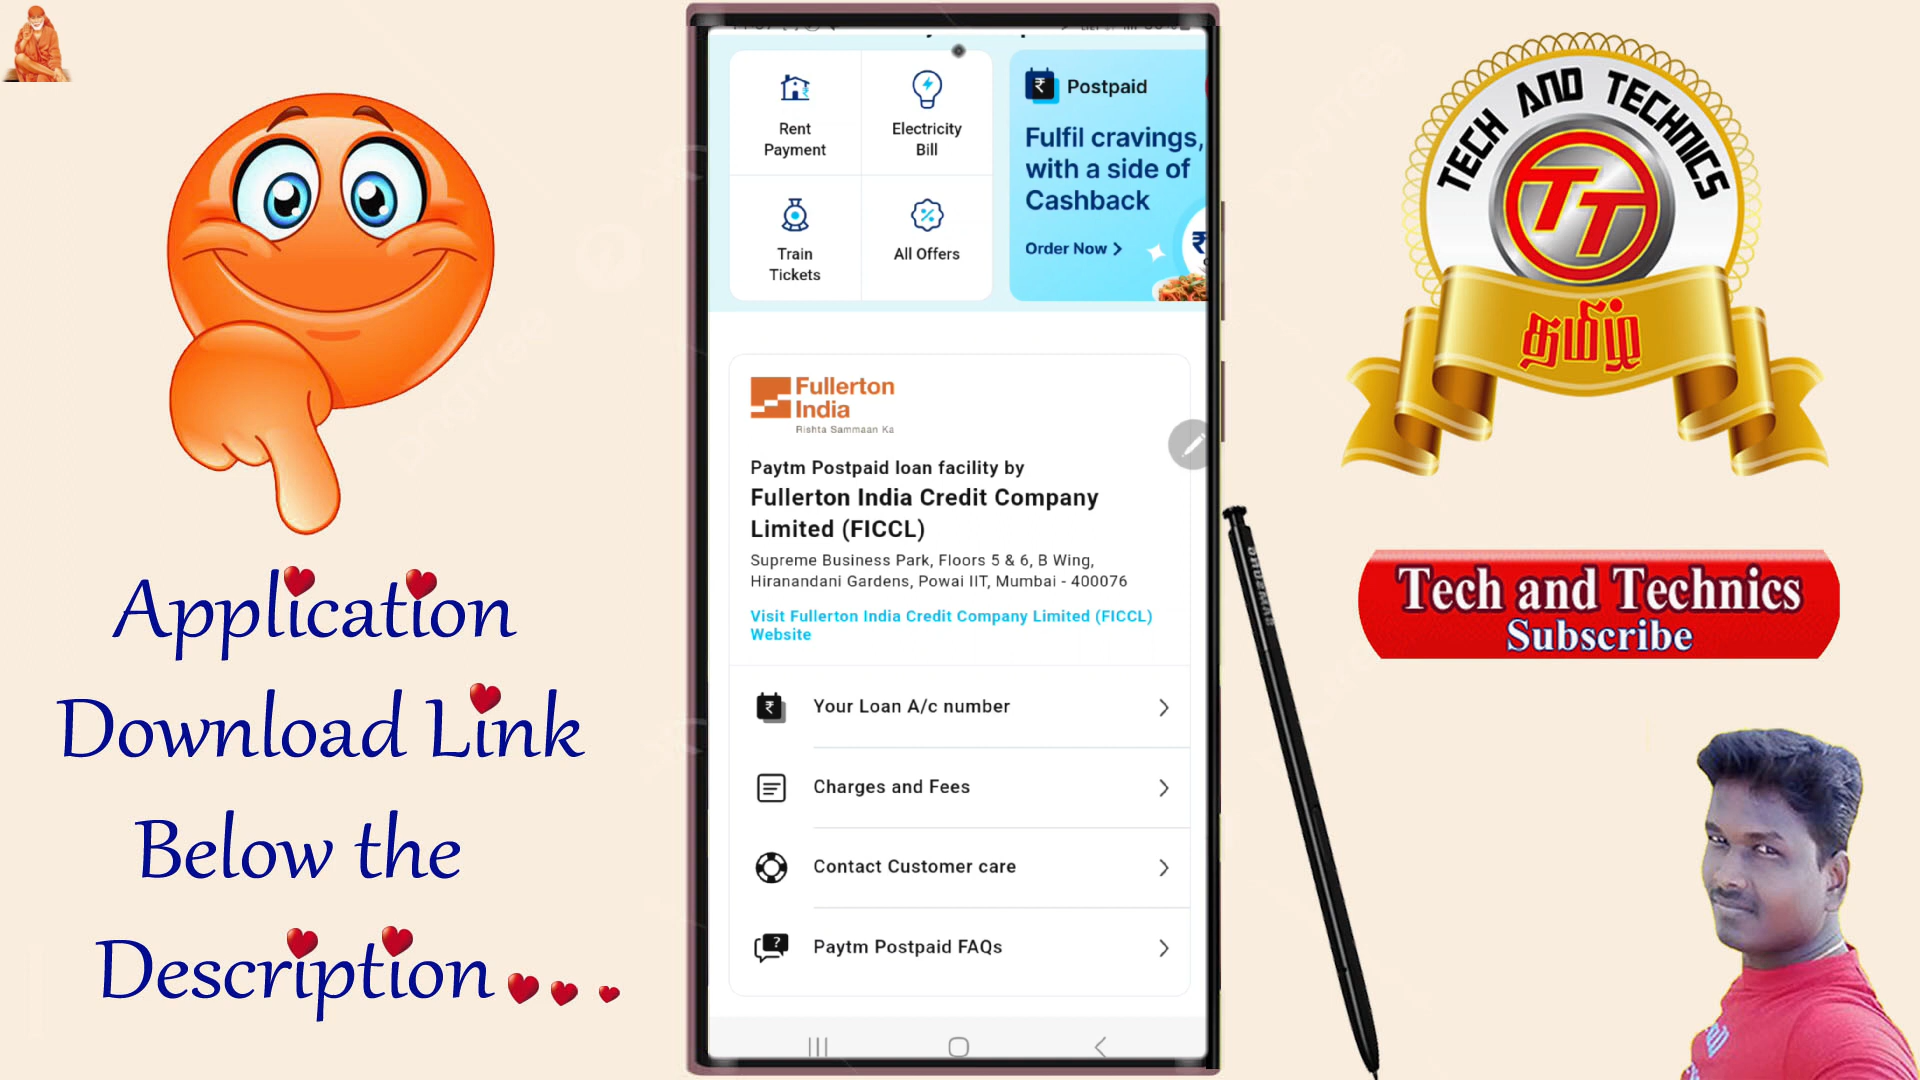 Application
Download Link
Below the
Description
Rent
Payment
Electricity
Bill
Train
Tickets
All Offers
Postpaid
Fulfil cravings,
with a side of
Cashback
Order Now
Fullerton
India
Rishta Sammaan Ka
Paytm Postpaid loan facility by
Fullerton India Credit Company
Limited (FICCL)
Supreme Business Park, Floors 5 & 6, B Wing,
Hiranandani Gardens, Powai IIT, Mumbai - 400076
Visit Fullerton India Credit Company Limited (FICCL)
Website
Your Loan A/c number
Charges and Fees
Contact Customer care
Paytm Postpaid FAQs
SAMSUNG
TECH AND TECHNICS
TT
தமிழ்
Tech and Technics
Subscribe